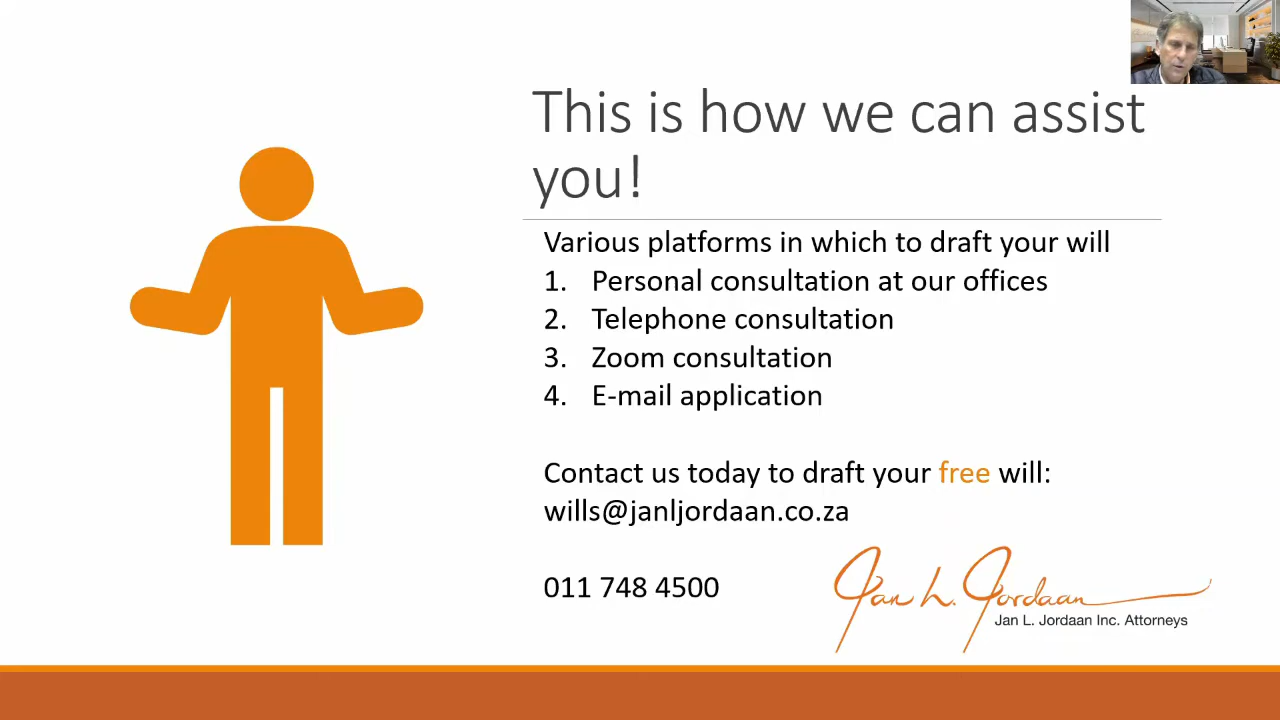 This is how we can assist
you!
Various platforms in which to draft your will
1. Personal consultation at our offices
2. Telephone consultation
3. Zoom consultation
4. E-mail application
Contact us today to draft your free will:
wills@janljordaan.co.za
011 748 4500
Jan L. Jordaan
Jan L. Jordaan Inc. Attorneys